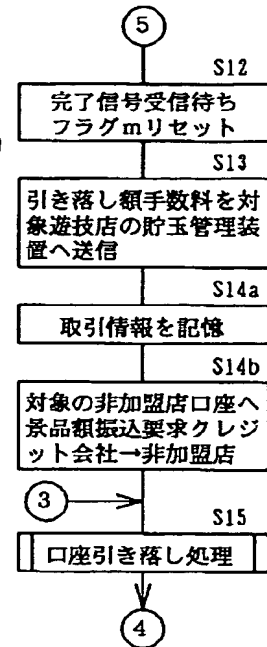 5
S12
完了信号受信待ち
フラグmリセット
S13
引き落し額手数料を対
象遊技店の貯玉管理装
置へ送信
S14a
取引情報を記憶
S14b
対象の非加盟店口座へ
景品額振込要求クレジ
ット会社→非加盟店
3
S15
口座引き落し処理
4